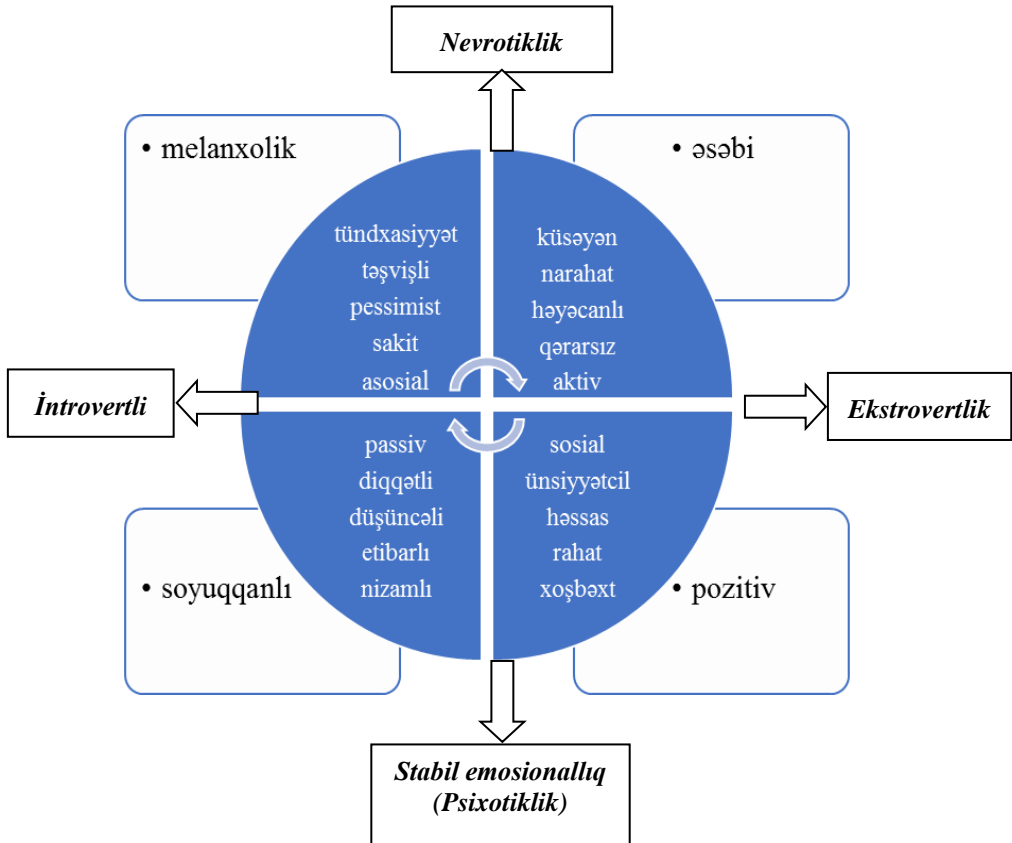 Nevrotiklik
• melanxolik
• əsəbi
tündxasiyyət
təşvişli
pessimist
sakit
asosial
küsəyən
narahat
həyəcanlı
qərarsız
aktiv
İntrovertli
Ekstrovertlik
passiv
diqqətli
düşüncəli
etibarlı
nizamlı
sosial
ünsiyyətcil
həssas
rahat
xoşbəxt
• soyuqqanlı
• pozitiv
Stabil emosionallıq
(Psixotiklik)